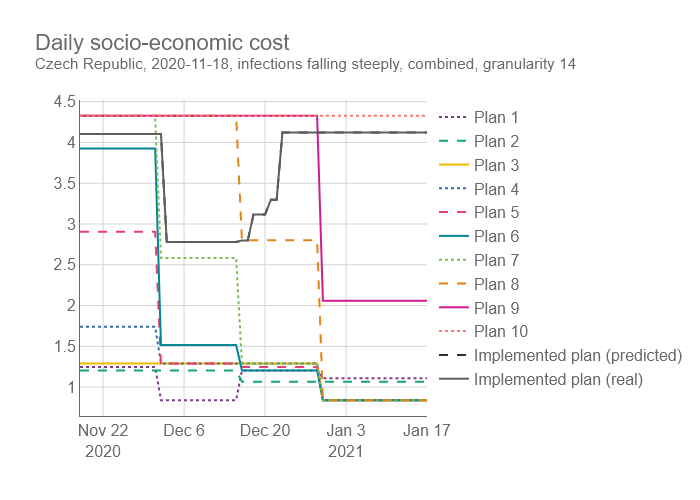 Daily socio-economic cost
Czech Republic, 2020-11-18, infections falling steeply, combined, granularity 14
4.5
4
3.5
3
2.5
2
1.5
1
Nov 22
2020
Dec 6
Dec 20
Jan 3
2021
Jan 17
Plan 1
Plan 2
Plan 3
Plan 4
Plan 5
Plan 6
Plan 7
Plan 8
Plan 9
Plan 10
Implemented plan (predicted)
Implemented plan (real)